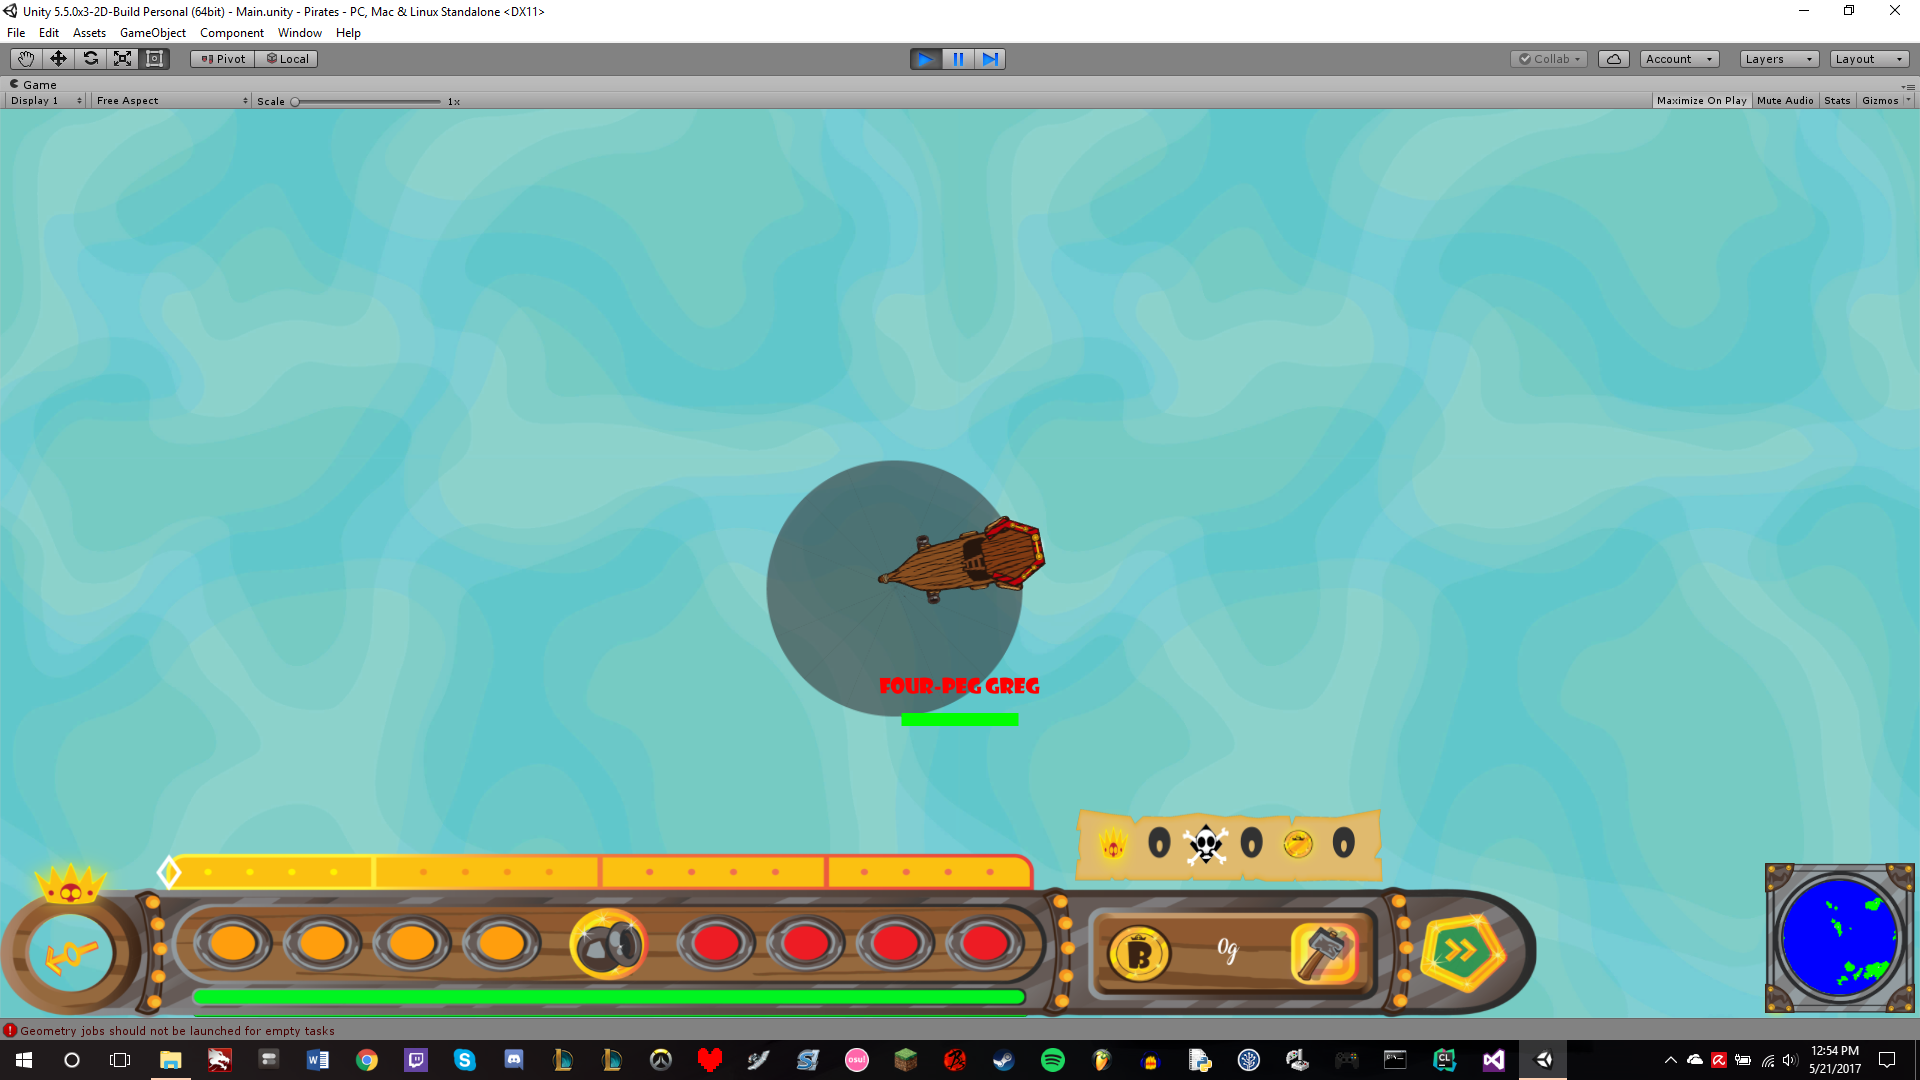 Unity 5.5.0x3-2D-Build Personal (64bit) - Main.unity - Pirates - PC, Mac & Linux Standalone <DX11>
File Edit Assets GameObject Component Window Help
Pivot Local Collab Account Layers Layout
Game
Display 1 Free Aspect Scale 1x Maximize On Play Mute Audio Stats Gizmos
FOUR-PEG GREG
0 0 0
B 0g
Geometry jobs should not be launched for empty tasks
osu!
CL
12:54 PM
5/21/2017